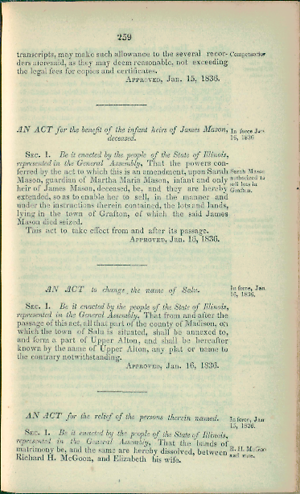 259
transcripts, may make such allowance to the several recor-
ders aforesaid, as they may deem reasonable, not exceeding
the legal fees for copies and certificates.
APPROVED, Jan. 15, 1836.
AN ACT for the benefit of the infant heirs of James Mason,
deceased.
In force Jan
16, 1836.
SEC. 1. Be it enacted by the people of the State of Illinois,
represented in the General Assembly, That the powers con-
ferred by the act to which this is an amendment, upon Sarah
Mason, guardian of Martha Maria Mason, infant and only
heir of James Mason, deceased, be, and they are hereby
extended, so as to enable her to sell, in the manner and
under the instructions therein contained, the lots and lands,
lying in the town of Grafton, of which the said James
Mason died seized.
Sarah Mason
authorized to
sell lots in
Grafton.
This act to take effect from and after its passage.
APPROVED, Jan. 16, 1836.
AN ACT to change the name of Salu.
In force, Jan
16, 1836.
SEC. 1. Be it enacted by the people of the State of Illinois,
represented in the General Assembly, That from and after the
passage of this act, all that part of the county of Madison, on
which the town of Salu is situated, shall be annexed to,
and form a part of Upper Alton, and shall be hereafter
known by the name of Upper Alton, any plat or name to
the contrary notwithstanding.
APPROVED, Jan. 16, 1836.
AN ACT for the relief of the persons therein named.
In force, Jan
15, 1836.
SEC. 1. Be it enacted by the people of the State of Illinois,
represented in the General Assembly, That the bands of
matrimony be, and the same are hereby dissolved, between
Richard H. McGoon, and Elizabeth his wife.
R. H. McGoon
and wife.